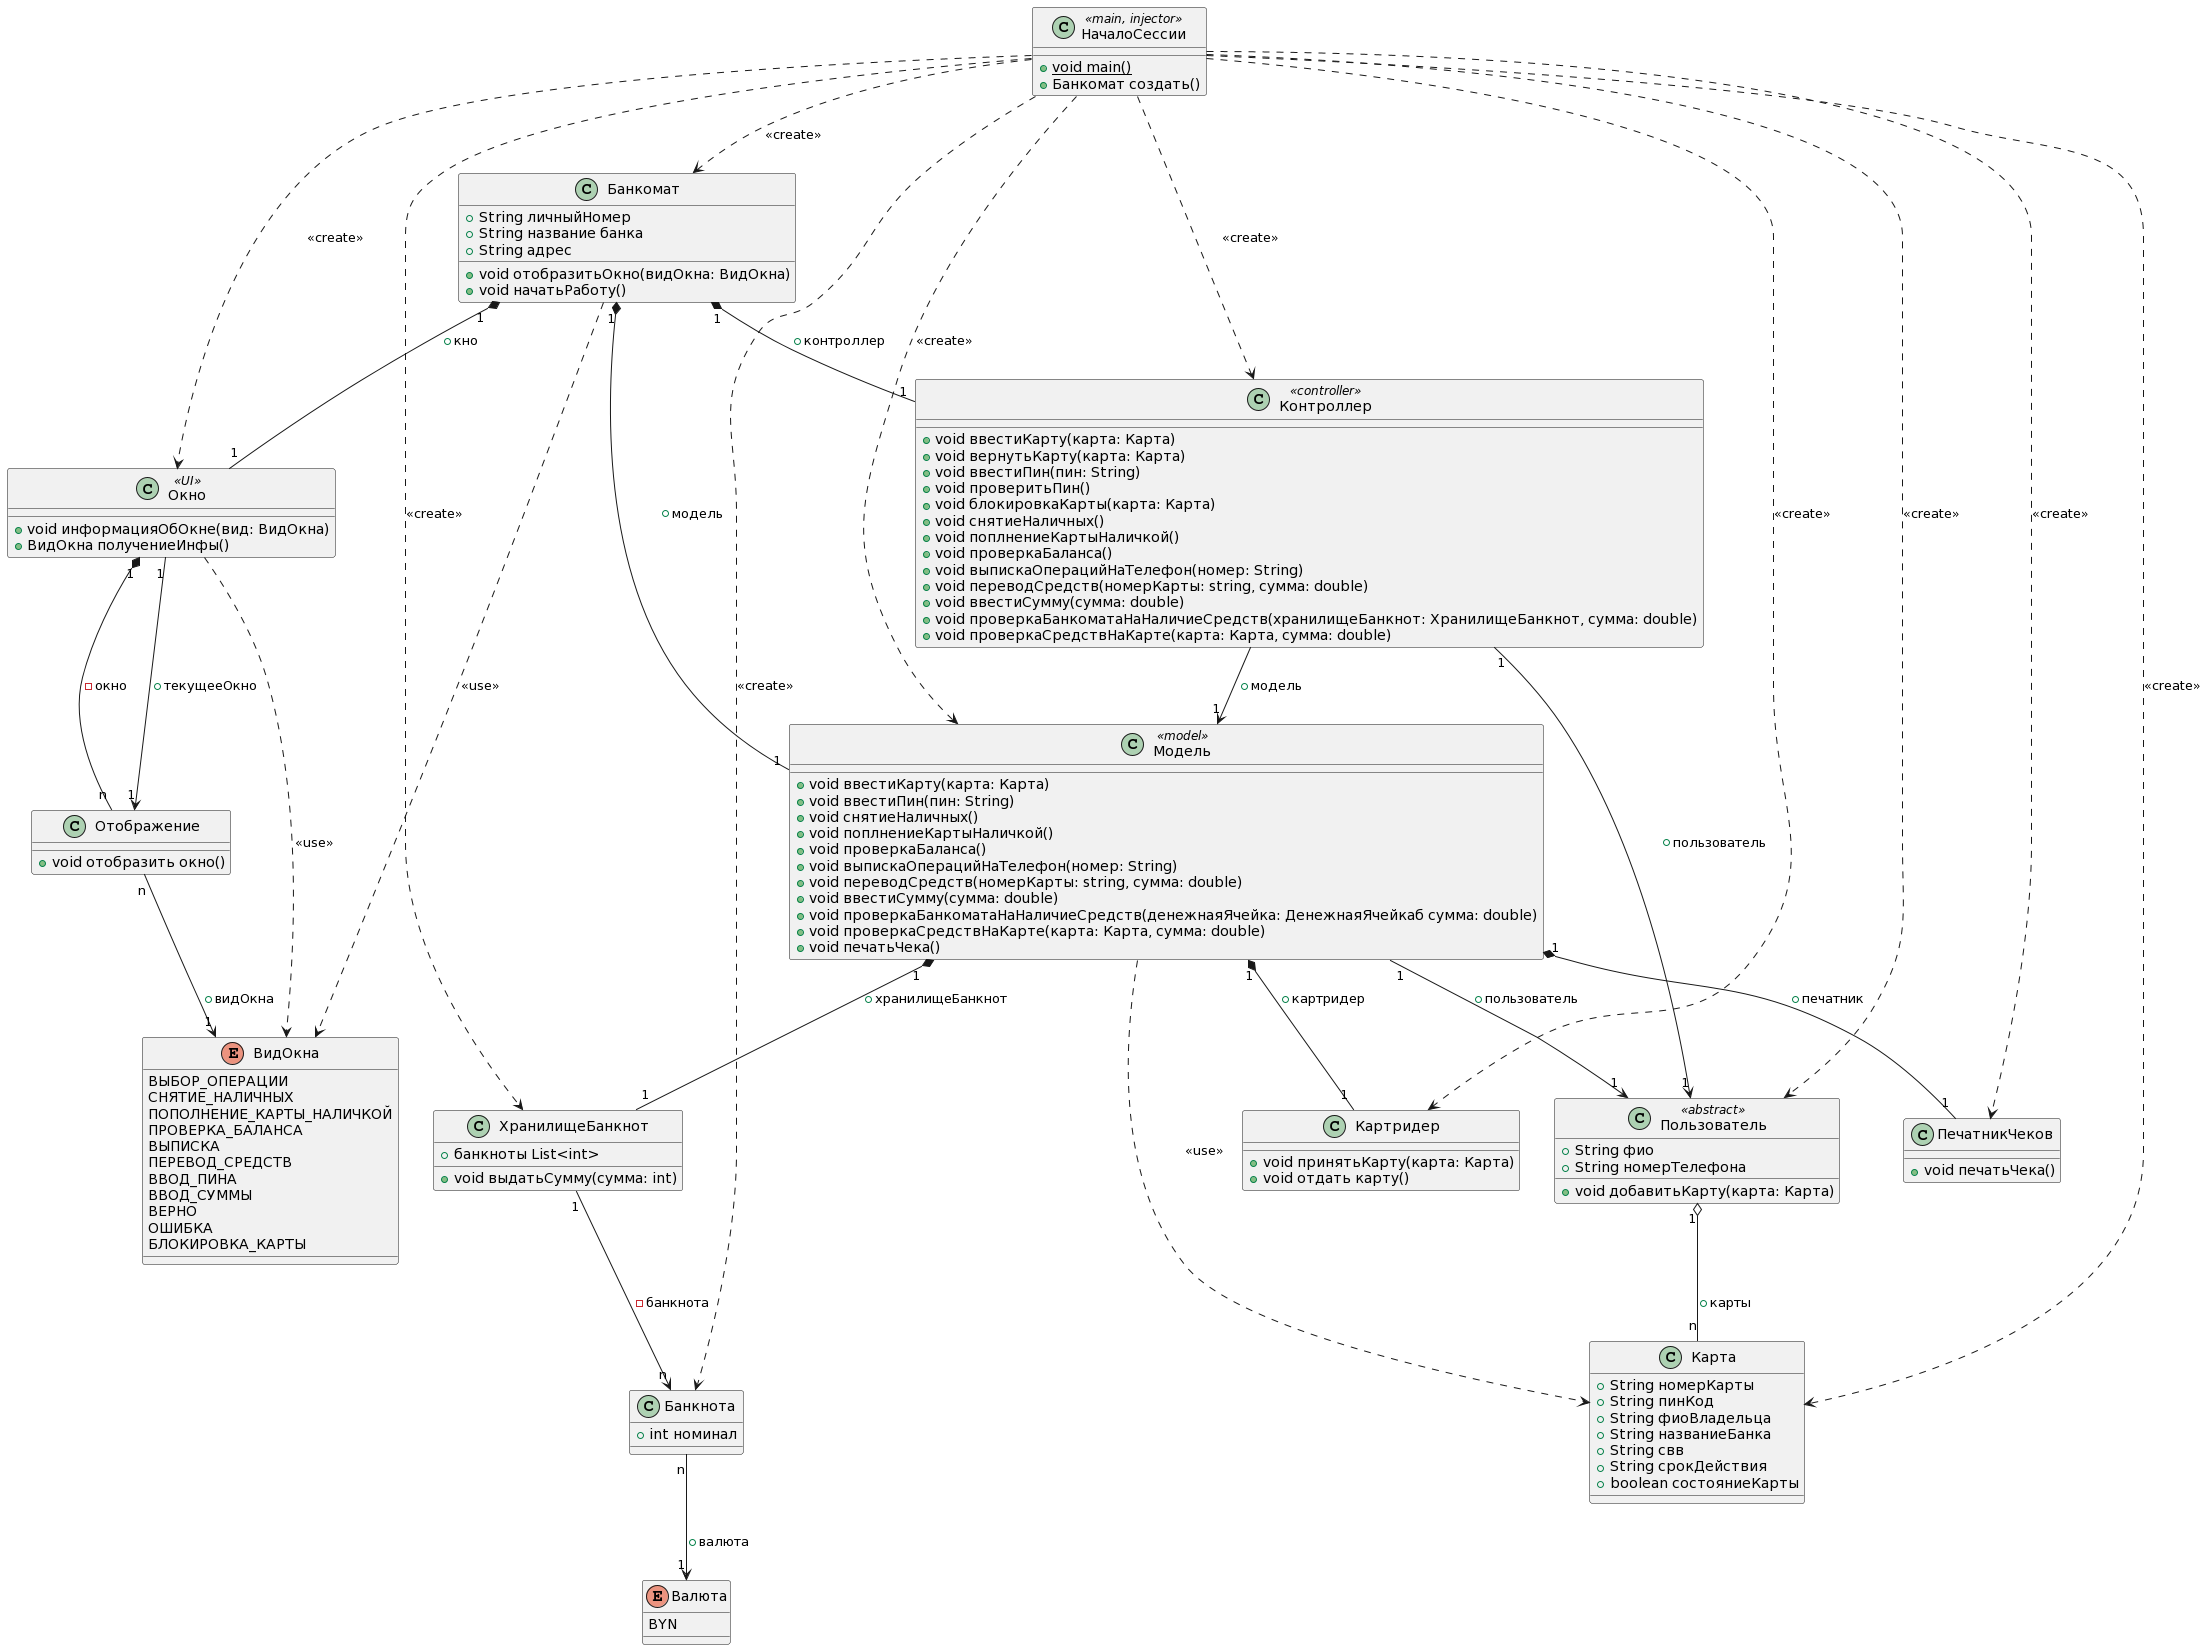 «main, injector»
НачалоСессии
void main()
Банкомат создать()
«create»
Банкомат
String личныйНомер
String название банка
String адрес
void отобразитьОкно(видОкна: ВидОкна)
void начатьРаботу()
«create»
«create»
1
1
1
кно
контроллер
«create»
1
1
«controller»
Контроллер
void ввестиКарту(карта: Карта)
void вернутьКарту(карта: Карта)
void ввестиПин(пин: String)
void проверитьПин()
void блокировкаКарты(карта: Карта)
void снятиеНаличных()
void поплнениеКартыНаличкой()
void проверкаБаланса()
void выпискаОперацийНаТелефон(номер: String)
void переводСредств(номерКарты: string, сумма: double)
void ввестиСумму(сумма: double)
void проверкаБанкоматаНаНаличиеСредств(хранилищеБанкнот: ХранилищеБанкнот, сумма: double)
void проверкаСредствНаКарте(карта: Карта, сумма: double)
«UI»
Окно
void информацияОбОкне(вид: ВидОкна)
ВидОкна получениеИнфы()
«create»
модель
«create»
«create»
«create»
1
1
1
окно
текущееОкно
«use»
«create»
модель
«create»
1
1
«model»
Модель
void ввестиКарту(карта: Карта)
void ввестиПин(пин: String)
void снятиеНаличных()
void поплнениеКартыНаличкой()
void проверкаБаланса()
void выпискаОперацийНаТелефон(номер: String)
void переводСредств(номерКарты: string, сумма: double)
void ввестиСумму(сумма: double)
void проверкаБанкоматаНаНаличиеСредств(денежнаяЯчейка: ДенежнаяЯчейкаб сумма: double)
void проверкаСредствНаКарте(карта: Карта, сумма: double)
void печатьЧека()
n
1
Отображение
void отобразить окно()
«use»
пользователь
n
1
1
1
1
видОкна
хранилищеБанкнот
картридер
пользователь
печатник
1
ВидОкна
ВЫБОР_ОПЕРАЦИИ
СНЯТИЕ_НАЛИЧНЫХ
ПОПОЛНЕНИЕ_КАРТЫ_НАЛИЧКОЙ
ПРОВЕРКА_БАЛАНСА
ВЫПИСКА
ПЕРЕВОД_СРЕДСТВ
ВВОД_ПИНА
ВВОД_СУММЫ
ВЕРНО
ОШИБКА
БЛОКИРОВКА_КАРТЫ
1
1
1
1
1
ХранилищеБанкнот
банкноты List<int>
void выдатьСумму(сумма: int)
«use»
Картридер
void принятьКарту(карта: Карта)
void отдать карту()
«abstract»
Пользователь
String фио
String номерТелефона
void добавитьКарту(карта: Карта)
ПечатникЧеков
void печатьЧека()
1
1
банкнота
карты
n
n
Банкнота
int номинал
Карта
String номерКарты
String пинКод
String фиоВладельца
String названиеБанка
String свв
String срокДействия
boolean состояниеКарты
n
валюта
1
Валюта
BYN